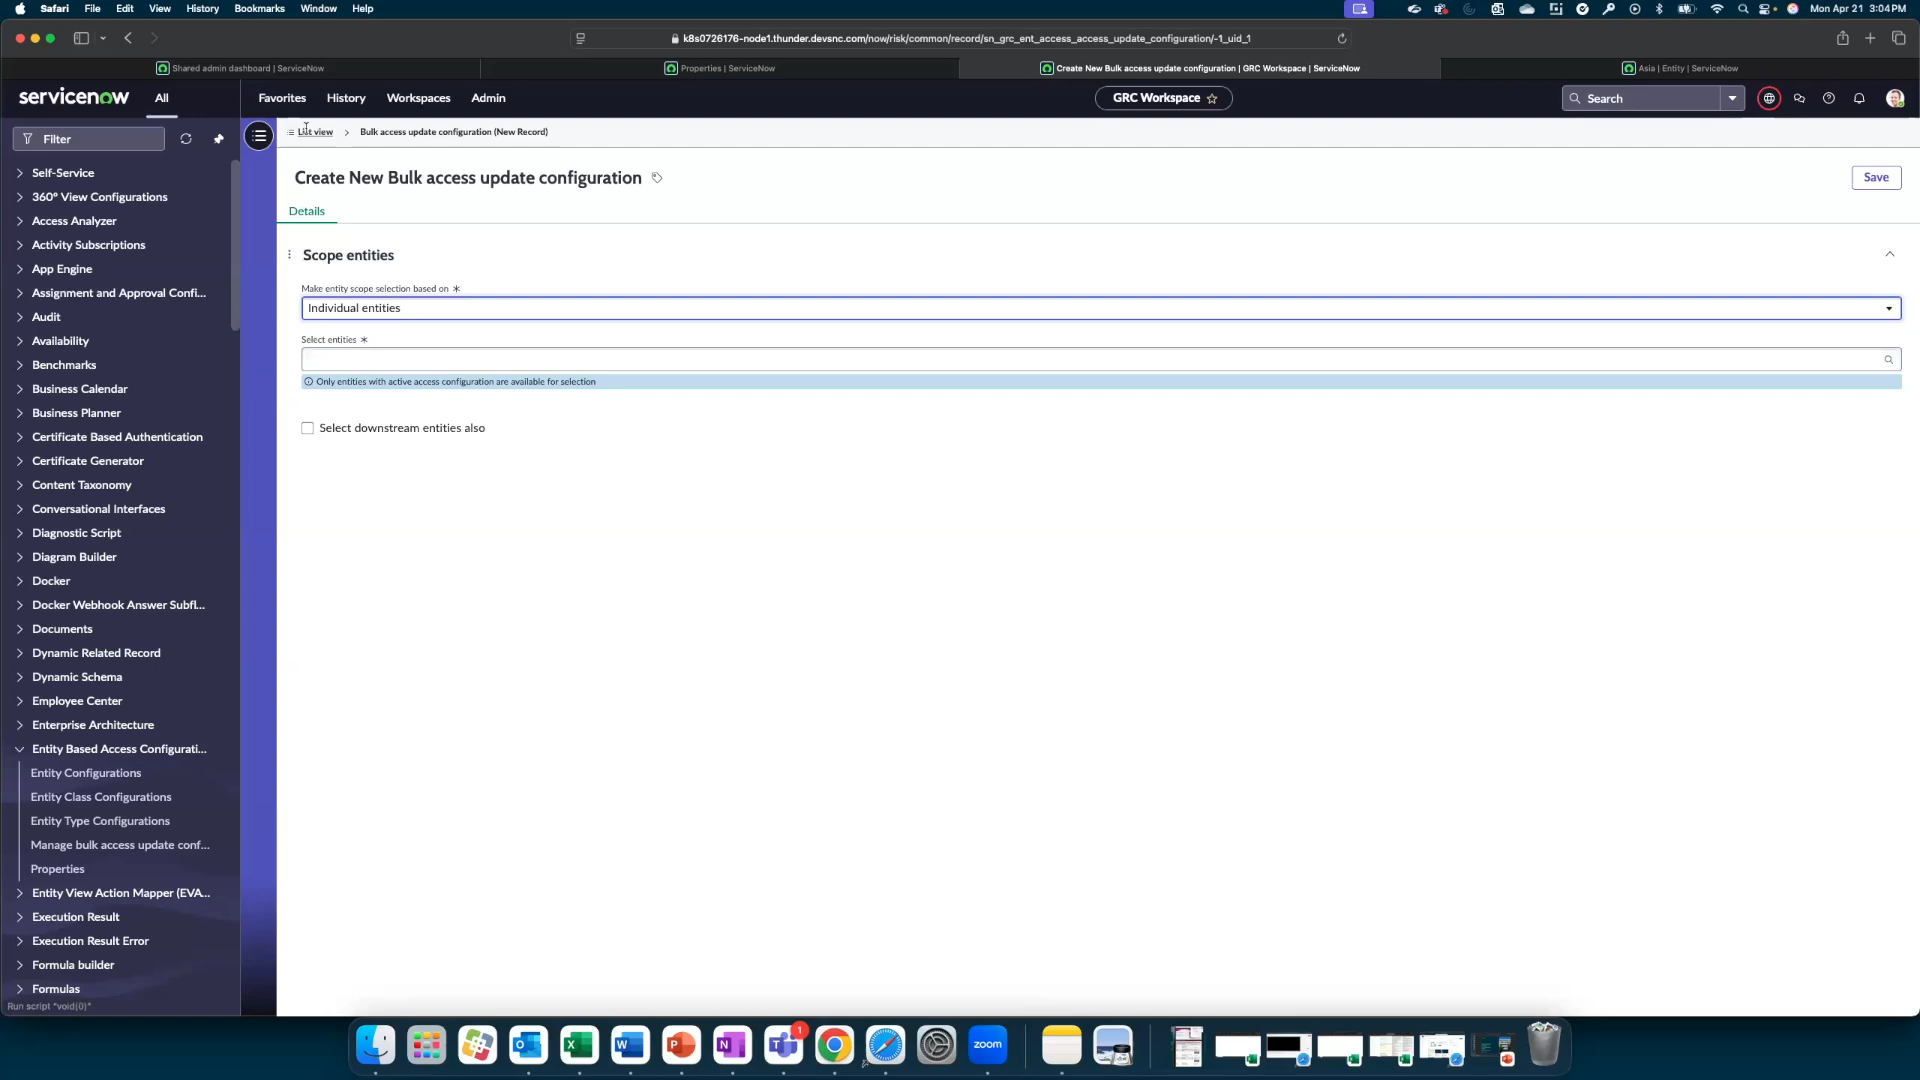 Safari File Edit View History Bookmarks Window Help
Mon Apr 21 3:04 PM
k8s0726176-node1.thunder.devsnc.com/now/risk/common/record/sn_grc_ent_access_access_update_configuration/-1_uid_1
Shared admin dashboard | ServiceNow
Properties | ServiceNow
Create New Bulk access update configuration | GRC Workspace | ServiceNow
Asia | Entity | ServiceNow
servicenow All Favorites History Workspaces Admin
GRC Workspace
Search
Filter
Self-Service
360° View Configurations
Access Analyzer
Activity Subscriptions
App Engine
Assignment and Approval Confi...
Audit
Availability
Benchmarks
Business Calendar
Business Planner
Certificate Based Authentication
Certificate Generator
Content Taxonomy
Conversational Interfaces
Diagnostic Script
Diagram Builder
Docker
Docker Webhook Answer Subfl...
Documents
Dynamic Related Record
Dynamic Schema
Employee Center
Enterprise Architecture
Entity Based Access Configurati...
Entity Configurations
Entity Class Configurations
Entity Type Configurations
Manage bulk access update conf...
Properties
Entity View Action Mapper (EVA...
Execution Result
Execution Result Error
Formula builder
Formulas
Run script "void(0)"
List view > Bulk access update configuration (New Record)
Create New Bulk access update configuration
Save
Details
Scope entities
Make entity scope selection based on *
Individual entities
Select entities *
Only entities with active access configuration are available for selection
Select downstream entities also
1
zoom